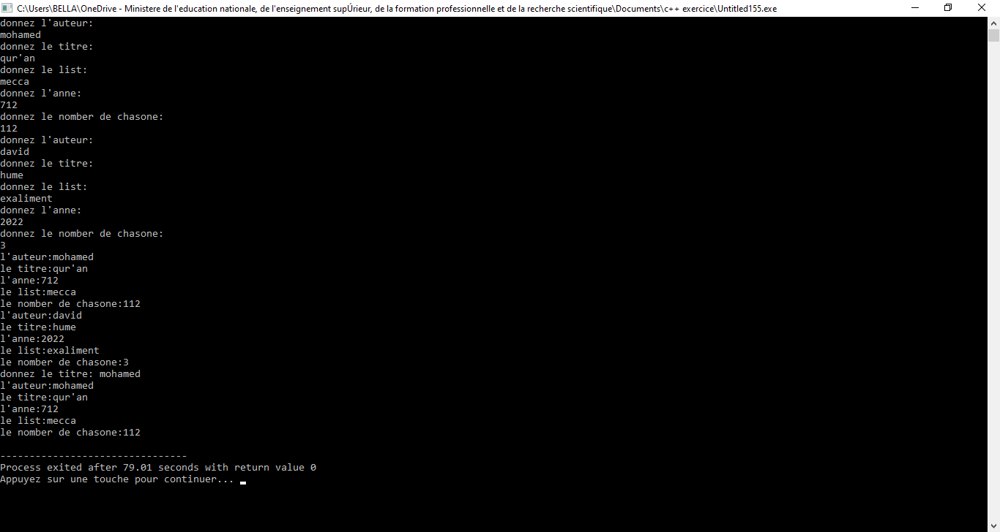 C:\Users\BELLA\OneDrive - Ministere de l'education nationale, de l'enseignement supÚrieur, de la formation professionnelle et de la recherche scientifique\Documents\c++ exercice\Untitled155.exe
donnez l'auteur:
mohamed
donnez le titre:
qur'an
donnez le list:
mecca
donnez l'anne:
712
donnez le nomber de chasone:
112
donnez l'auteur:
david
donnez le titre:
hume
donnez le list:
exaliment
donnez l'anne:
2022
donnez le nomber de chasone:
3
l'auteur:mohamed
le titre:qur'an
l'anne:712
le list:mecca
le nomber de chasone:112
l'auteur:david
le titre:hume
l'anne:2022
le list:exaliment
le nomber de chasone:3
donnez le titre: mohamed
l'auteur:mohamed
le titre:qur'an
l'anne:712
le list:mecca
le nomber de chasone:112
--------------------------------
Process exited after 79.01 seconds with return value 0
Appuyez sur une touche pour continuer...